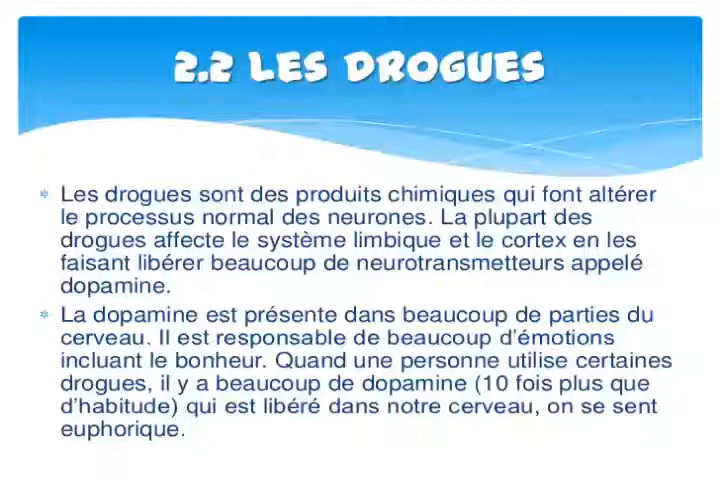 2.2 LES DROGUES
* Les drogues sont des produits chimiques qui font altérer
le processus normal des neurones. La plupart des
drogues affecte le système limbique et le cortex en les
faisant libérer beaucoup de neurotransmetteurs appelé
dopamine.
* La dopamine est présente dans beaucoup de parties du
cerveau. Il est responsable de beaucoup d'émotions
incluant le bonheur. Quand une personne utilise certaines
drogues, il y a beaucoup de dopamine (10 fois plus que
d'habitude) qui est libéré dans notre cerveau, on se sent
euphorique.